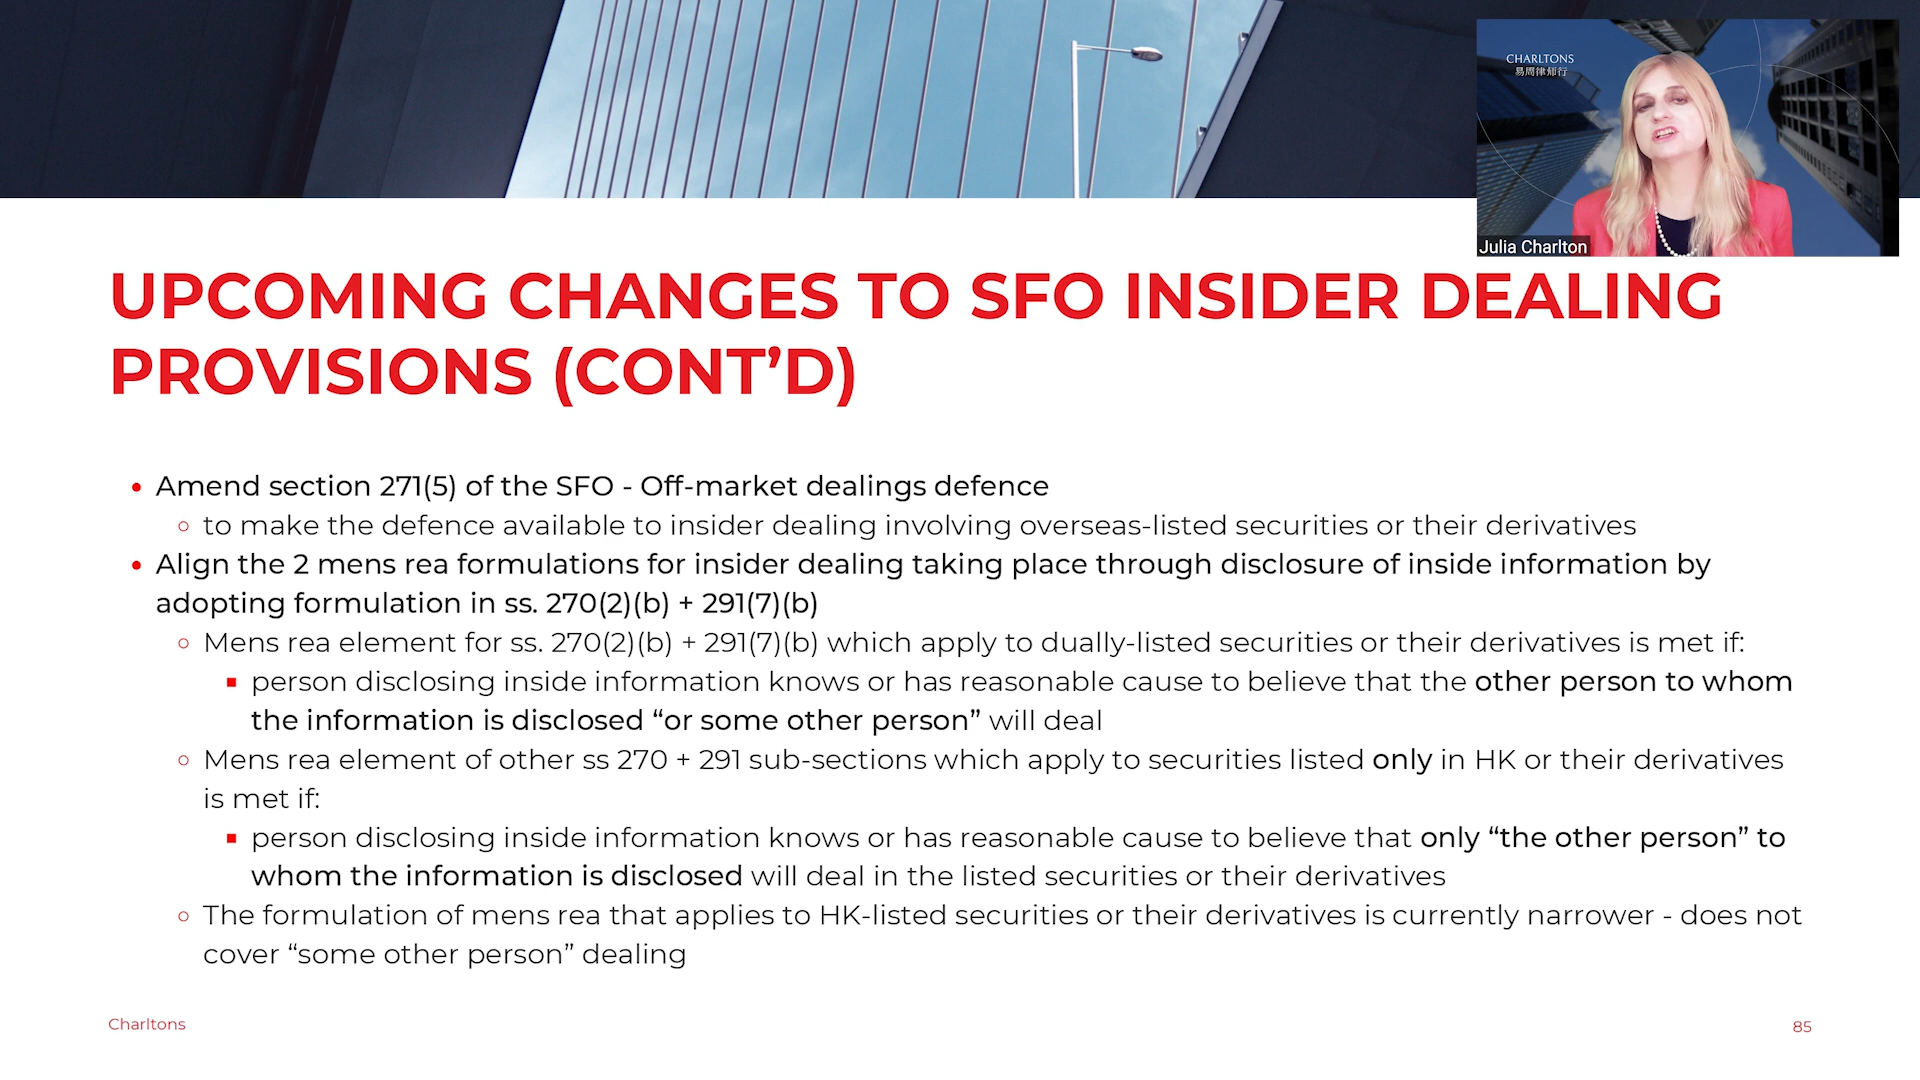 CHARLTONS
易周律师行
Julia Charlton
UPCOMING CHANGES TO SFO INSIDER DEALING
PROVISIONS (CONT’D)
• Amend section 271(5) of the SFO - Off-market dealings defence
○ to make the defence available to insider dealing involving overseas-listed securities or their derivatives
• Align the 2 mens rea formulations for insider dealing taking place through disclosure of inside information by
adopting formulation in ss. 270(2)(b) + 291(7)(b)
○ Mens rea element for ss. 270(2)(b) + 291(7)(b) which apply to dually-listed securities or their derivatives is met if:
▪ person disclosing inside information knows or has reasonable cause to believe that the other person to whom
the information is disclosed “or some other person” will deal
○ Mens rea element of other ss 270 + 291 sub-sections which apply to securities listed only in HK or their derivatives
is met if:
▪ person disclosing inside information knows or has reasonable cause to believe that only “the other person” to
whom the information is disclosed will deal in the listed securities or their derivatives
○ The formulation of mens rea that applies to HK-listed securities or their derivatives is currently narrower - does not
cover “some other person” dealing
Charltons
85